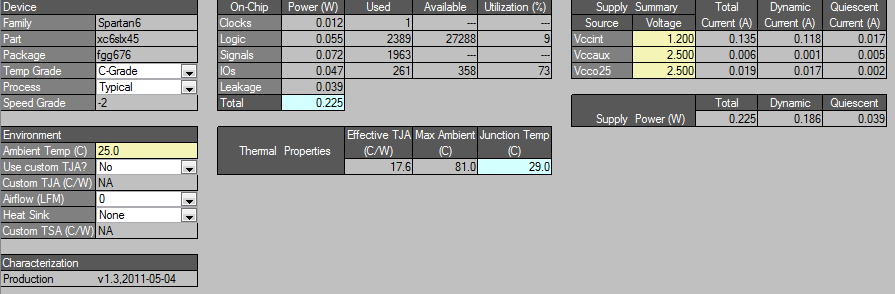 Device
Family Spartan6
Part xc6slx45
Package fgg676
Temp Grade C-Grade
Process Typical
Speed Grade -2
Environment
Ambient Temp (C) 25.0
Use custom TJA? No
Custom TJA (C/W) NA
Airflow (LFM) 0
Heat Sink None
Custom TSA (C/W) NA
Characterization
Production v1.3,2011-05-04
On-Chip Power (W) Used Available Utilization (%)
Clocks 0.012 1 --- ---
Logic 0.055 2389 27288 9
Signals 0.072 1963 --- ---
IOs 0.047 261 358 73
Leakage 0.039
Total 0.225
Effective TJA Max Ambient Junction Temp
Thermal Properties (C/W) (C) (C)
17.6 81.0 29.0
Supply Summary Total Dynamic Quiescent
Source Voltage Current (A) Current (A) Current (A)
Vccint 1.200 0.135 0.118 0.017
Vccaux 2.500 0.006 0.001 0.005
Vcco25 2.500 0.019 0.017 0.002
Total Dynamic Quiescent
Supply Power (W) 0.225 0.186 0.039